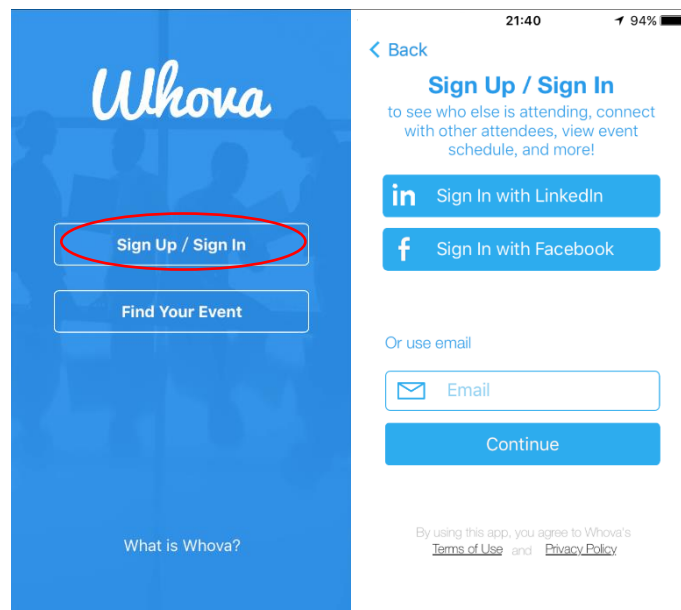 Whova
Sign Up / Sign In
Find Your Event
What is Whova?
21:40
94%
Back
Sign Up / Sign In
to see who else is attending, connect
with other attendees, view event
schedule, and more!
in Sign In with LinkedIn
f Sign In with Facebook
Or use email
Email
Continue
By using this app, you agree to Whova's
Terms of Use and Privacy Policy